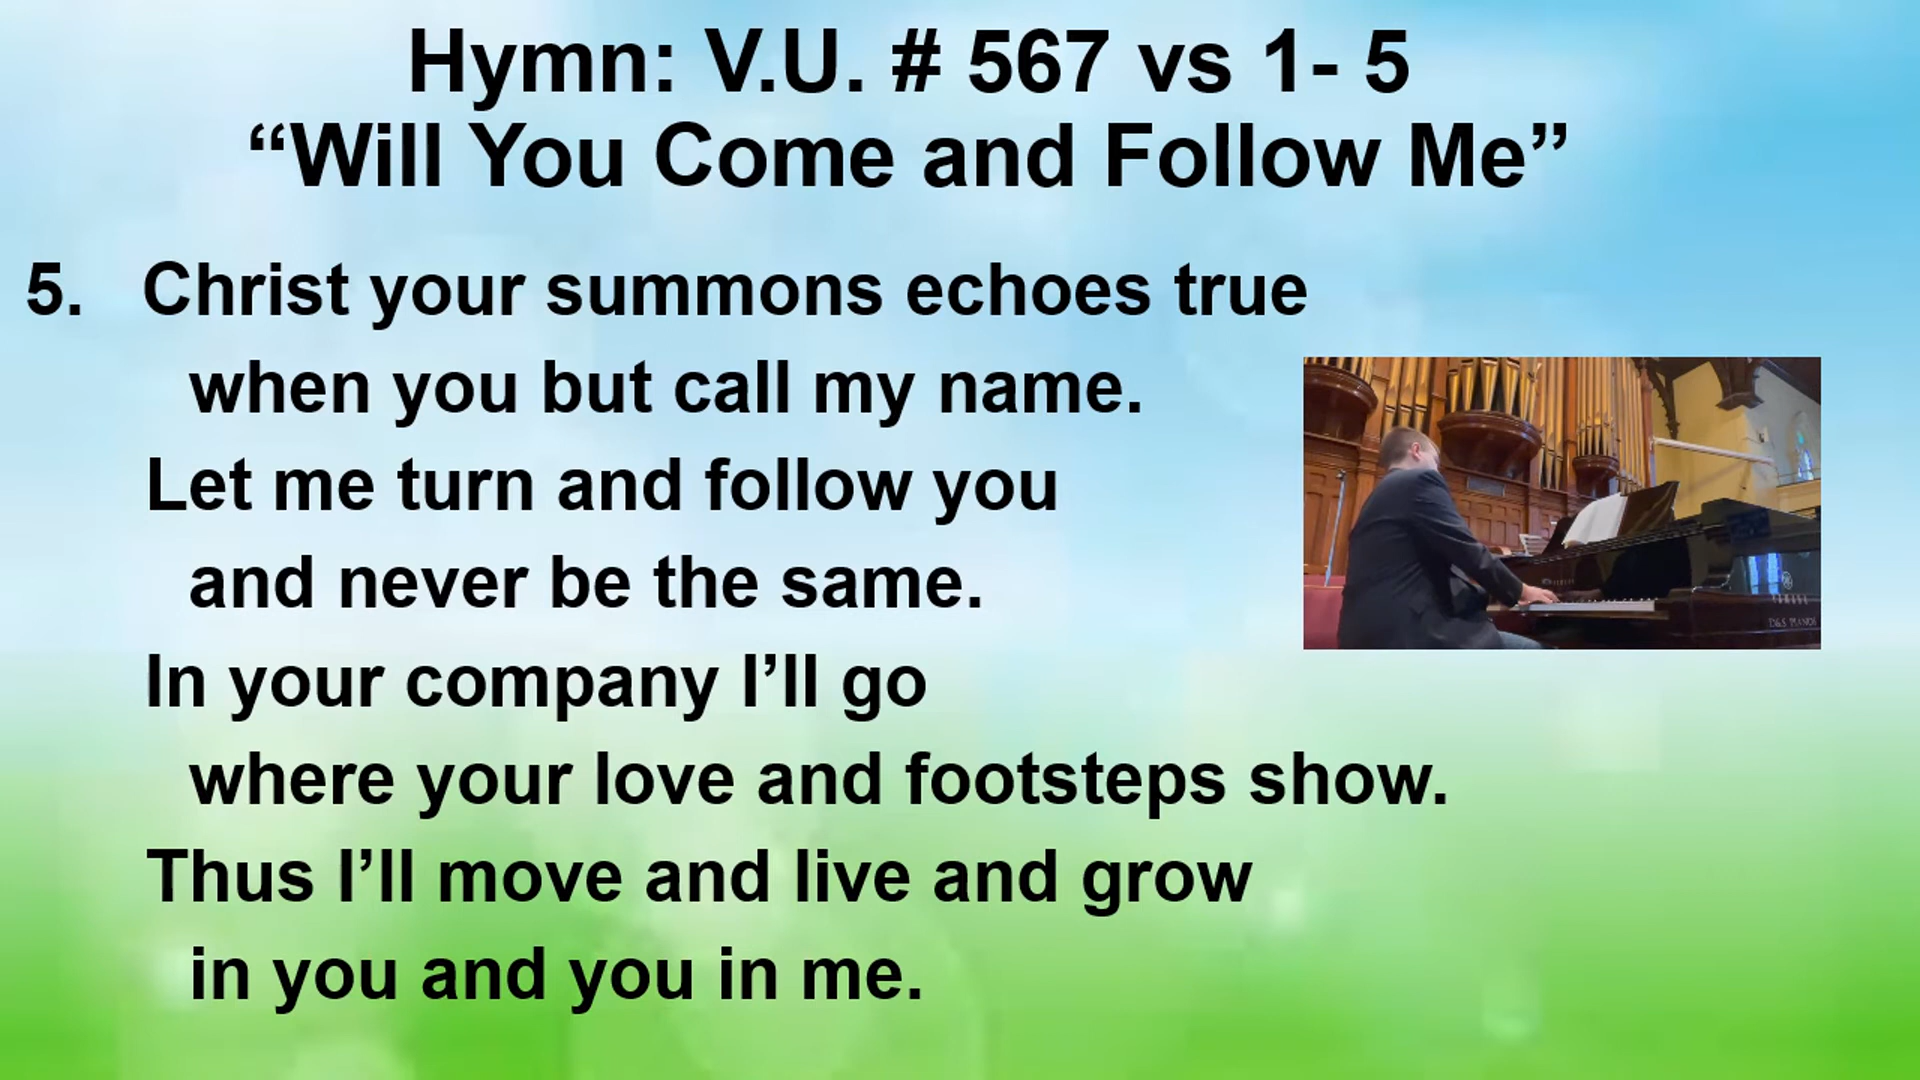 Hymn: V.U. # 567 vs 1- 5
“Will You Come and Follow Me”
5. Christ your summons echoes true
when you but call my name.
Let me turn and follow you
and never be the same.
In your company I’ll go
where your love and footsteps show.
Thus I’ll move and live and grow
in you and you in me.
YAMAHA
D&S PIANOS